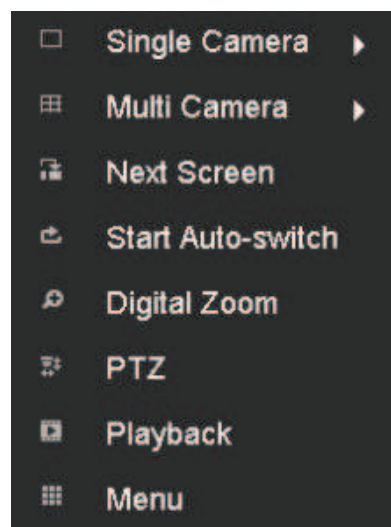 Single Camera
Multi Camera
Next Screen
Start Auto-switch
Digital Zoom
PTZ
Playback
Menu